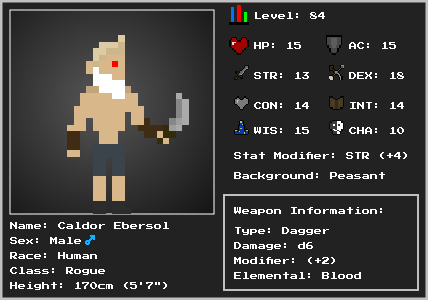 Level: 84
HP: 15
AC: 15
STR: 13
DEX: 18
CON: 14
INT: 14
WIS: 15
CHA: 10
Stat Modifier: STR (+4)
Background: Peasant
Weapon Information:
Type: Dagger
Damage: d6
Modifier: (+2)
Elemental: Blood
Name: Caldor Ebersol
Sex: Male♂
Race: Human
Class: Rogue
Height: 170cm (5'7")